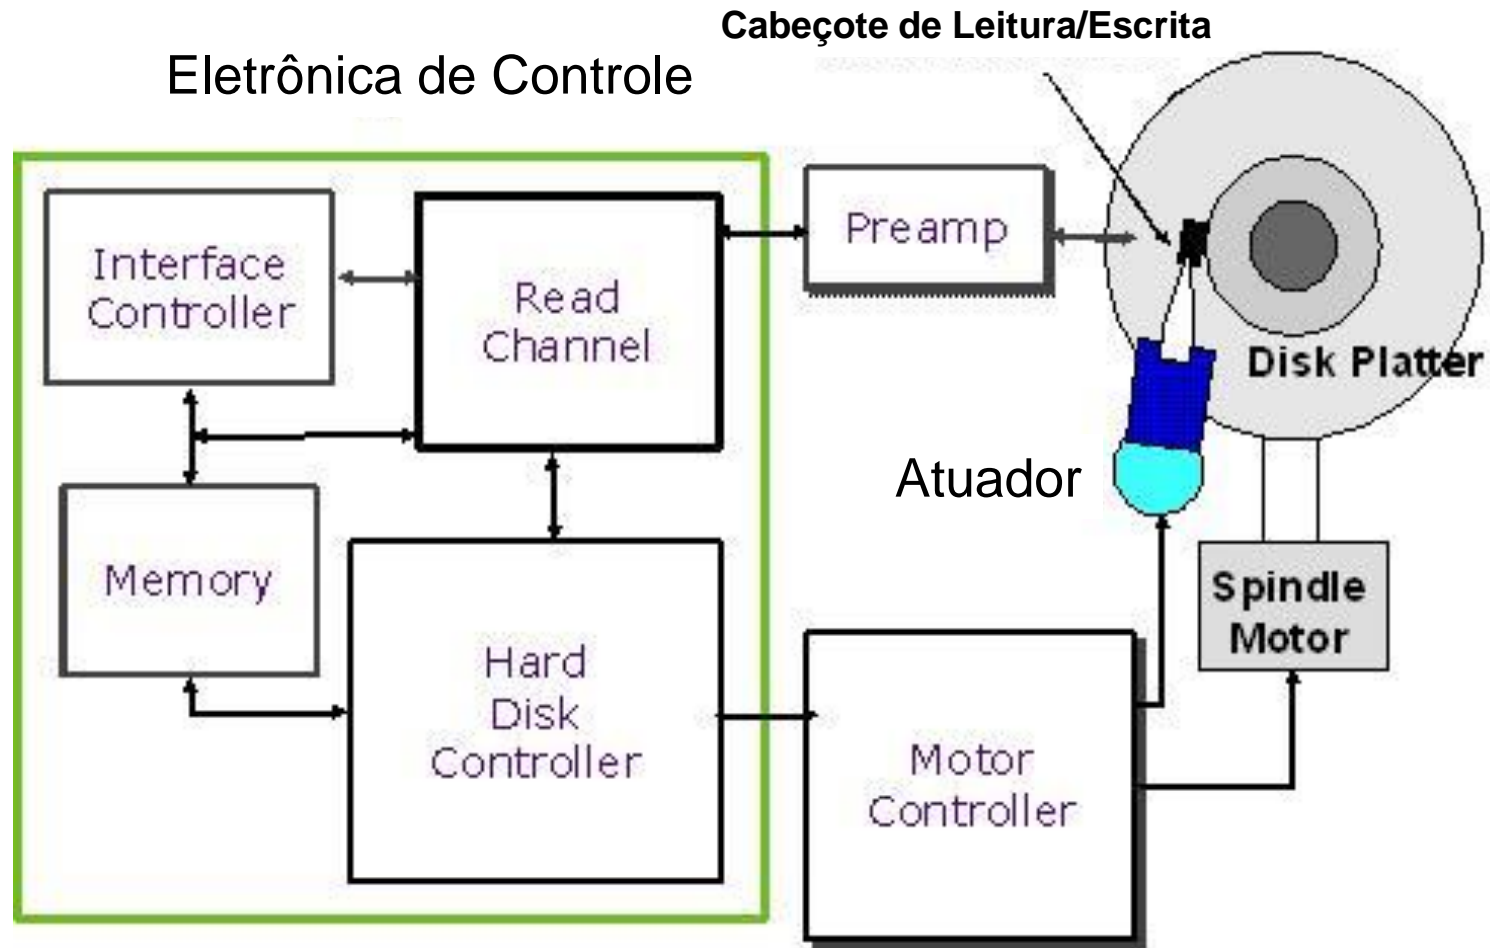 Cabeçote de Leitura/Escrita
Eletrônica de Controle
Interface
Controller
Read
Channel
Preamp
Disk Platter
Atuador
Memory
Hard
Disk
Controller
Spindle
Motor
Motor
Controller